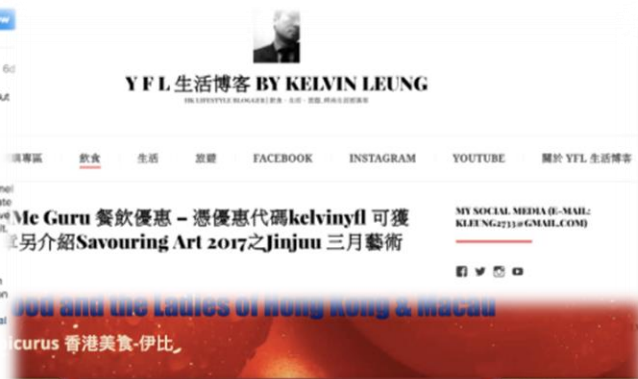 6d
Y F L 生活博客 BY KELVIN LEUNG
飲食 生活 旅遊 FACEBOOK INSTAGRAM YOUTUBE 關於 YFL 生活博客
Me Guru 餐飲優惠 – 憑優惠代碼kelvinyfl 可獲
另介紹Savouring Art 2017之Jinjuu 三月藝術
MY SOCIAL MEDIA (E-MAIL:
KLEUNG2733@GMAIL.COM)
and the Ladies of Hong Kong & Macau
icurus 香港美食-伊比